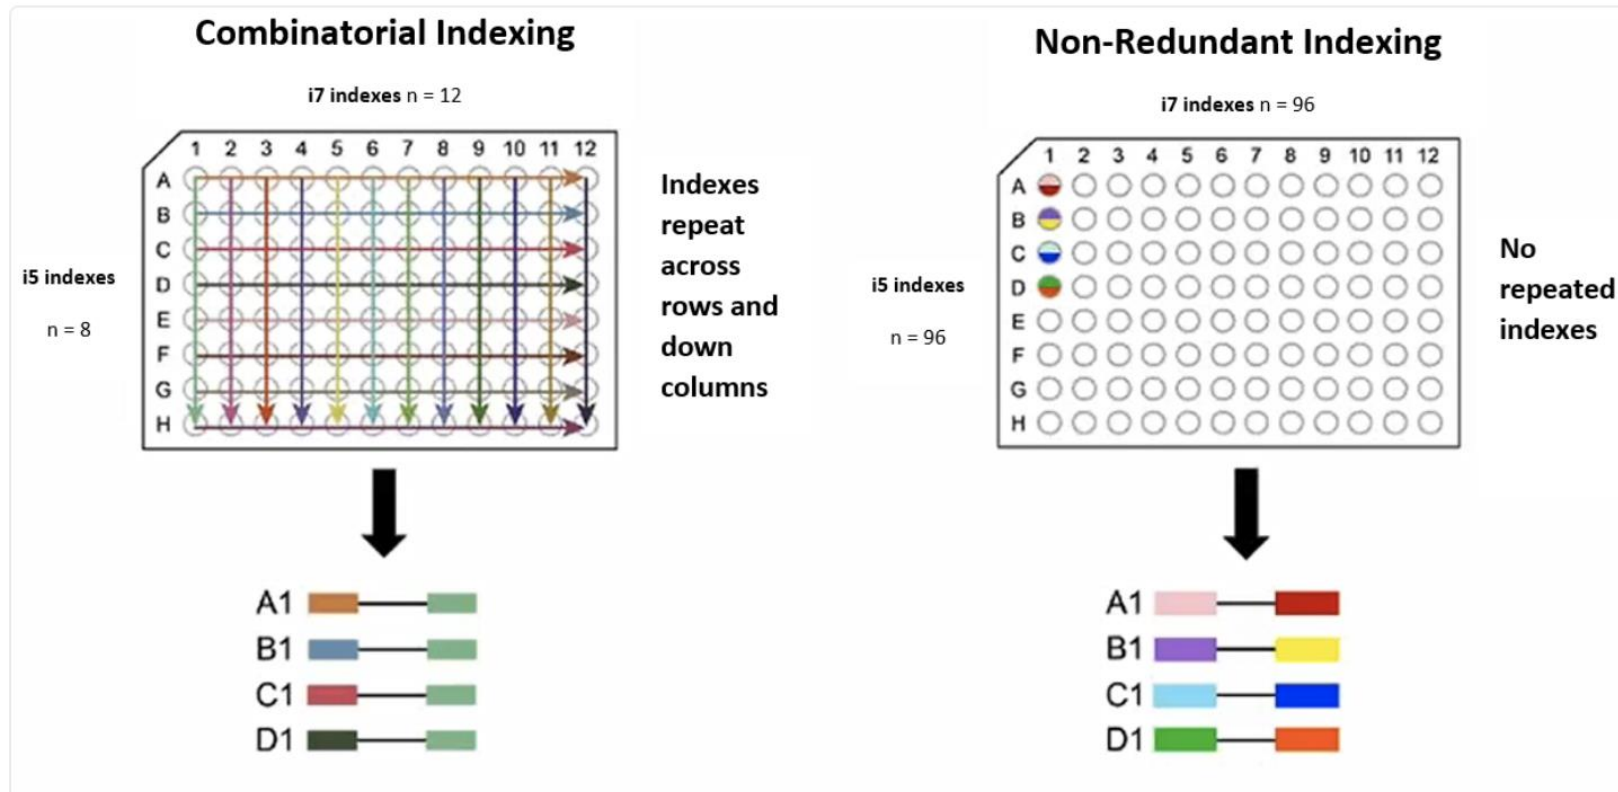 Combinatorial Indexing
i7 indexes n = 12
1 2 3 4 5 6 7 8 9 10 11 12
A
B
C
D
E
F
G
H
i5 indexes
n = 8
Indexes
repeat
across
rows and
down
columns
A1
B1
C1
D1
Non-Redundant Indexing
i7 indexes n = 96
1 2 3 4 5 6 7 8 9 10 11 12
A
B
C
D
E
F
G
H
i5 indexes
n = 96
No
repeated
indexes
A1
B1
C1
D1